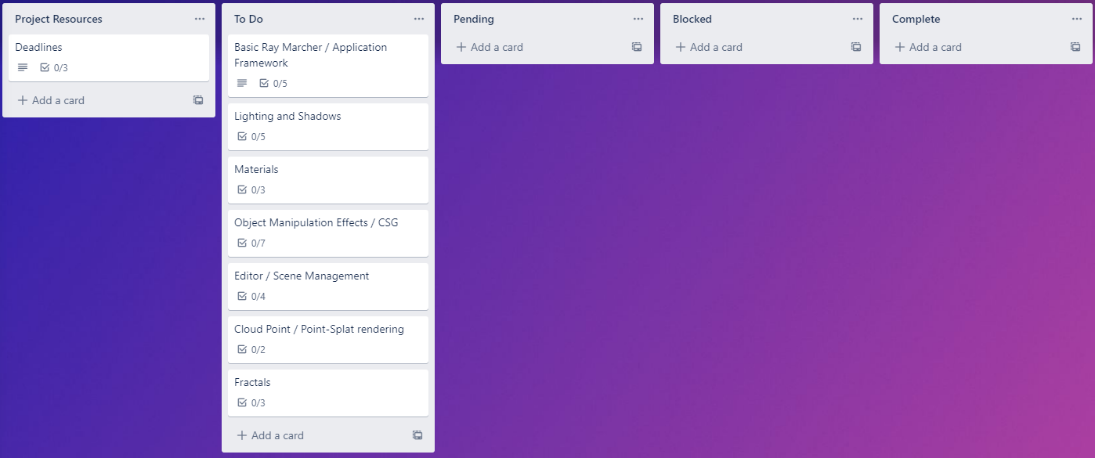 Project Resources
Deadlines
0/3
+ Add a card
To Do
Basic Ray Marcher / Application
Framework
0/5
Lighting and Shadows
0/5
Materials
0/3
Object Manipulation Effects / CSG
0/7
Editor / Scene Management
0/4
Cloud Point / Point-Splat rendering
0/2
Fractals
0/3
+ Add a card
Pending
+ Add a card
Blocked
+ Add a card
Complete
+ Add a card